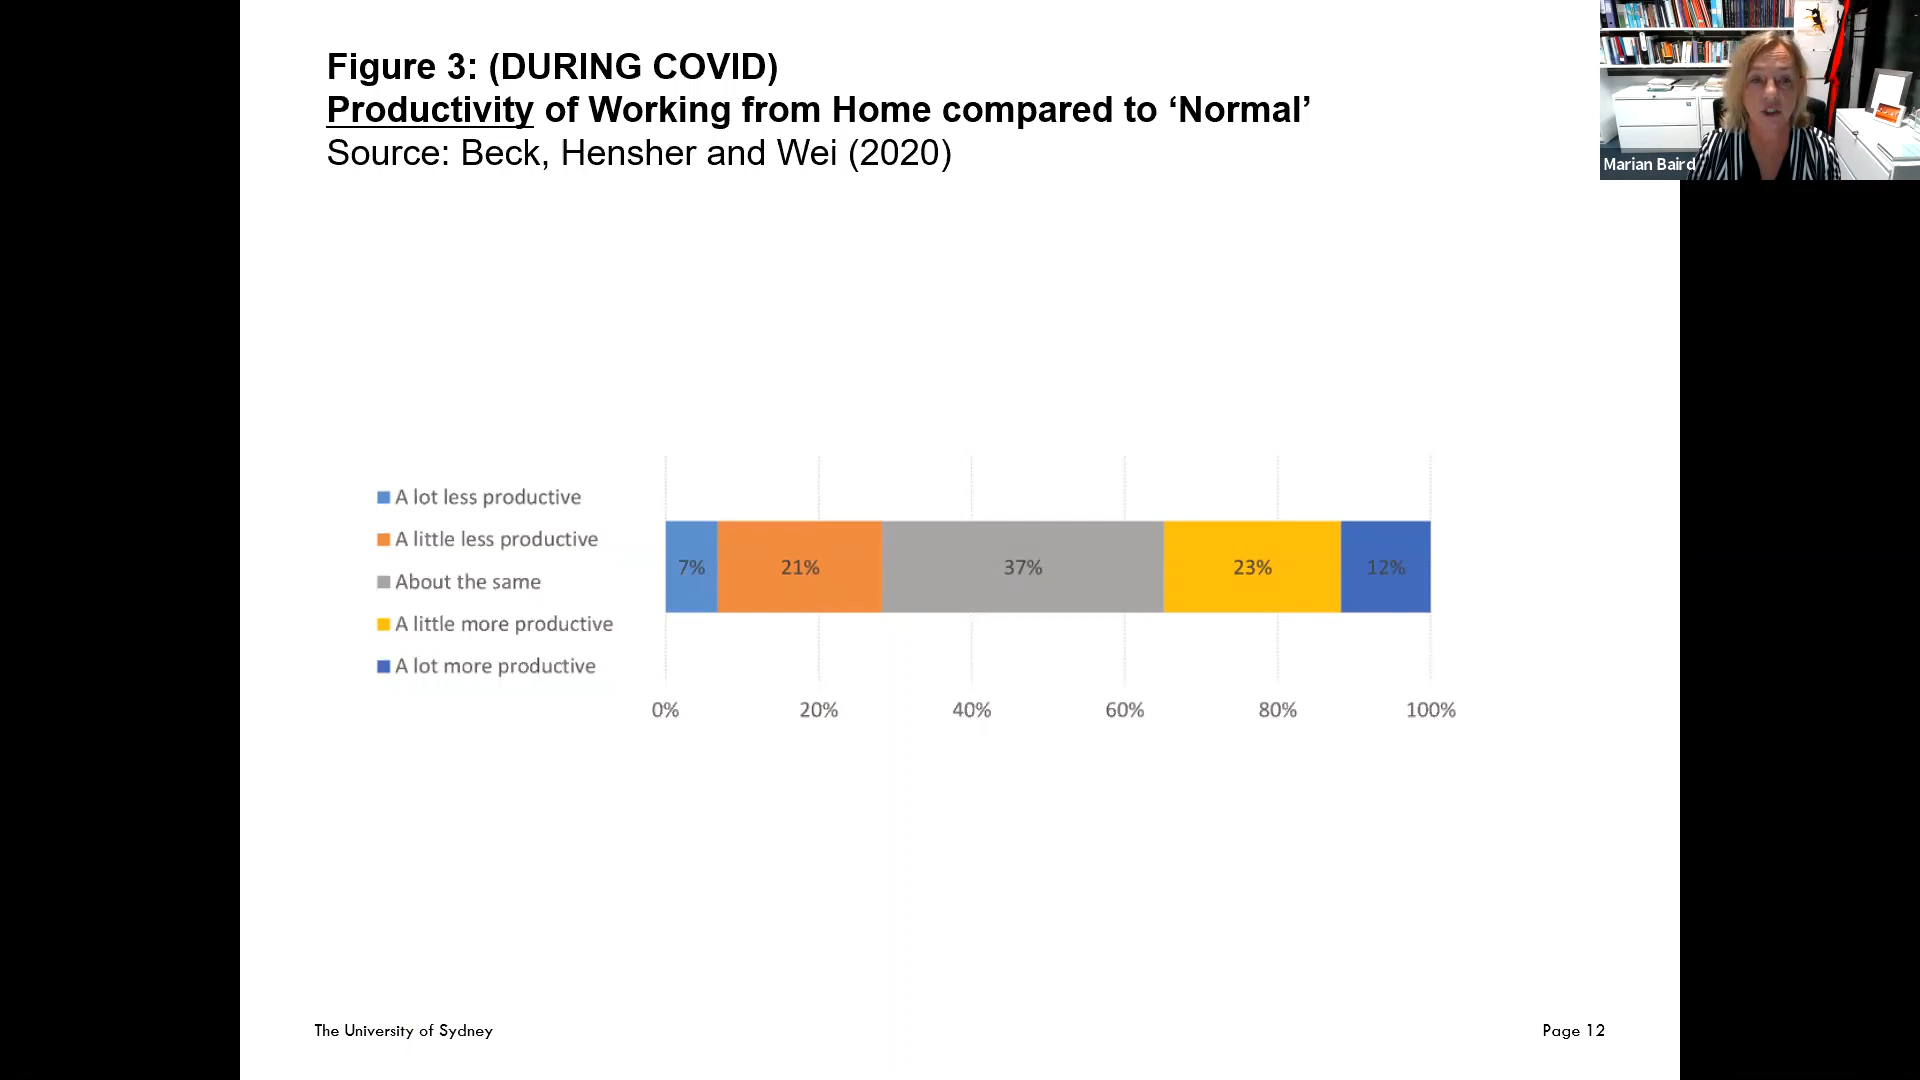 Figure 3: (DURING COVID)
Productivity of Working from Home compared to ‘Normal’
Source: Beck, Hensher and Wei (2020)
Marian Baird
A lot less productive
A little less productive
About the same
A little more productive
A lot more productive
7% 21% 37% 23% 12%
0% 20% 40% 60% 80% 100%
The University of Sydney
Page 12